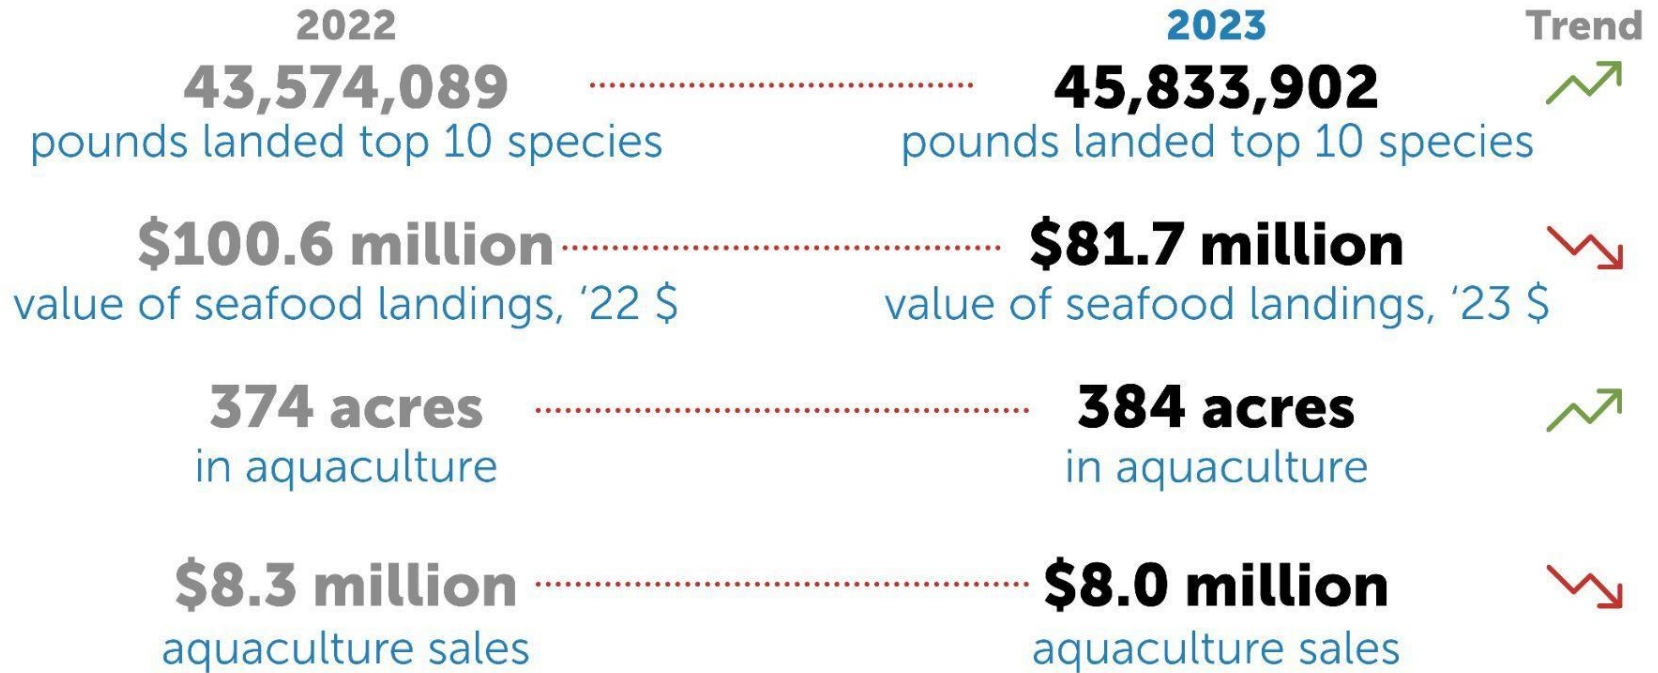 2022 2023 Trend
43,574,089 45,833,902
pounds landed top 10 species pounds landed top 10 species
$100.6 million $81.7 million
value of seafood landings, ‘22 $ value of seafood landings, ‘23 $
374 acres 384 acres
in aquaculture in aquaculture
$8.3 million $8.0 million
aquaculture sales aquaculture sales